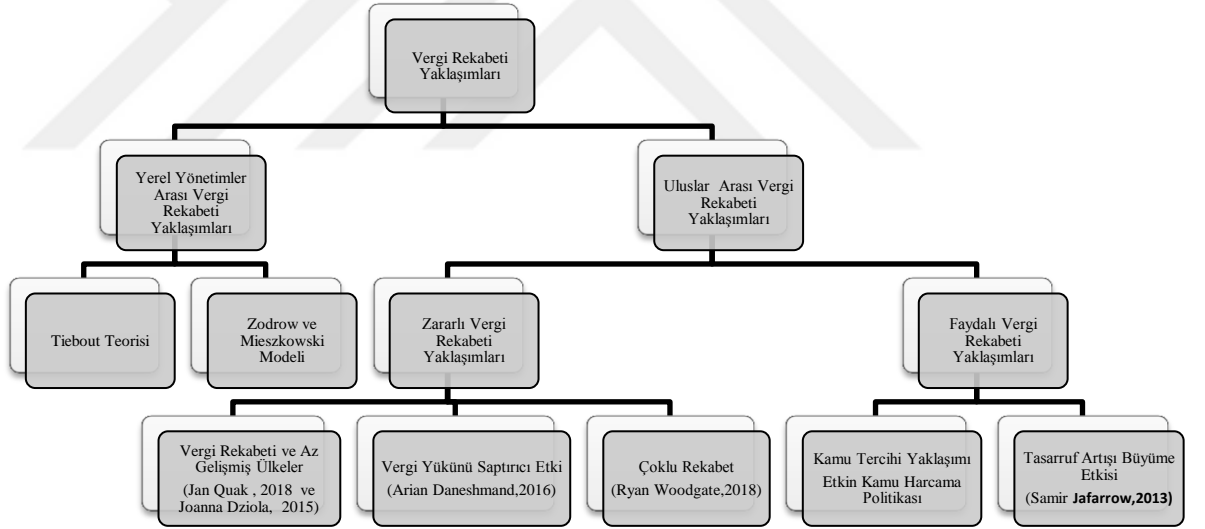 Vergi Rekabeti
Yaklaşımları
Yerel Yönetimler
Arası Vergi
Rekabeti
Yaklaşımları
Uluslar Arası Vergi
Rekabeti
Yaklaşımları
Tiebout Teorisi
Zodrow ve
Mieszkowski
Modeli
Zararlı Vergi
Rekabeti
Yaklaşımları
Faydalı Vergi
Rekabeti
Yaklaşımları
Vergi Rekabeti ve Az
Gelişmiş Ülkeler
(Jan Quak , 2018 ve
Joanna Dziola, 2015)
Vergi Yükünü Saptırıcı Etki
(Arian Daneshmand,2016)
Çoklu Rekabet
(Ryan Woodgate,2018)
Kamu Tercihi Yaklaşımı
Etkin Kamu Harcama
Politikası
Tasarruf Artışı Büyüme
Etkisi
(Samir Jafarrow,2013)